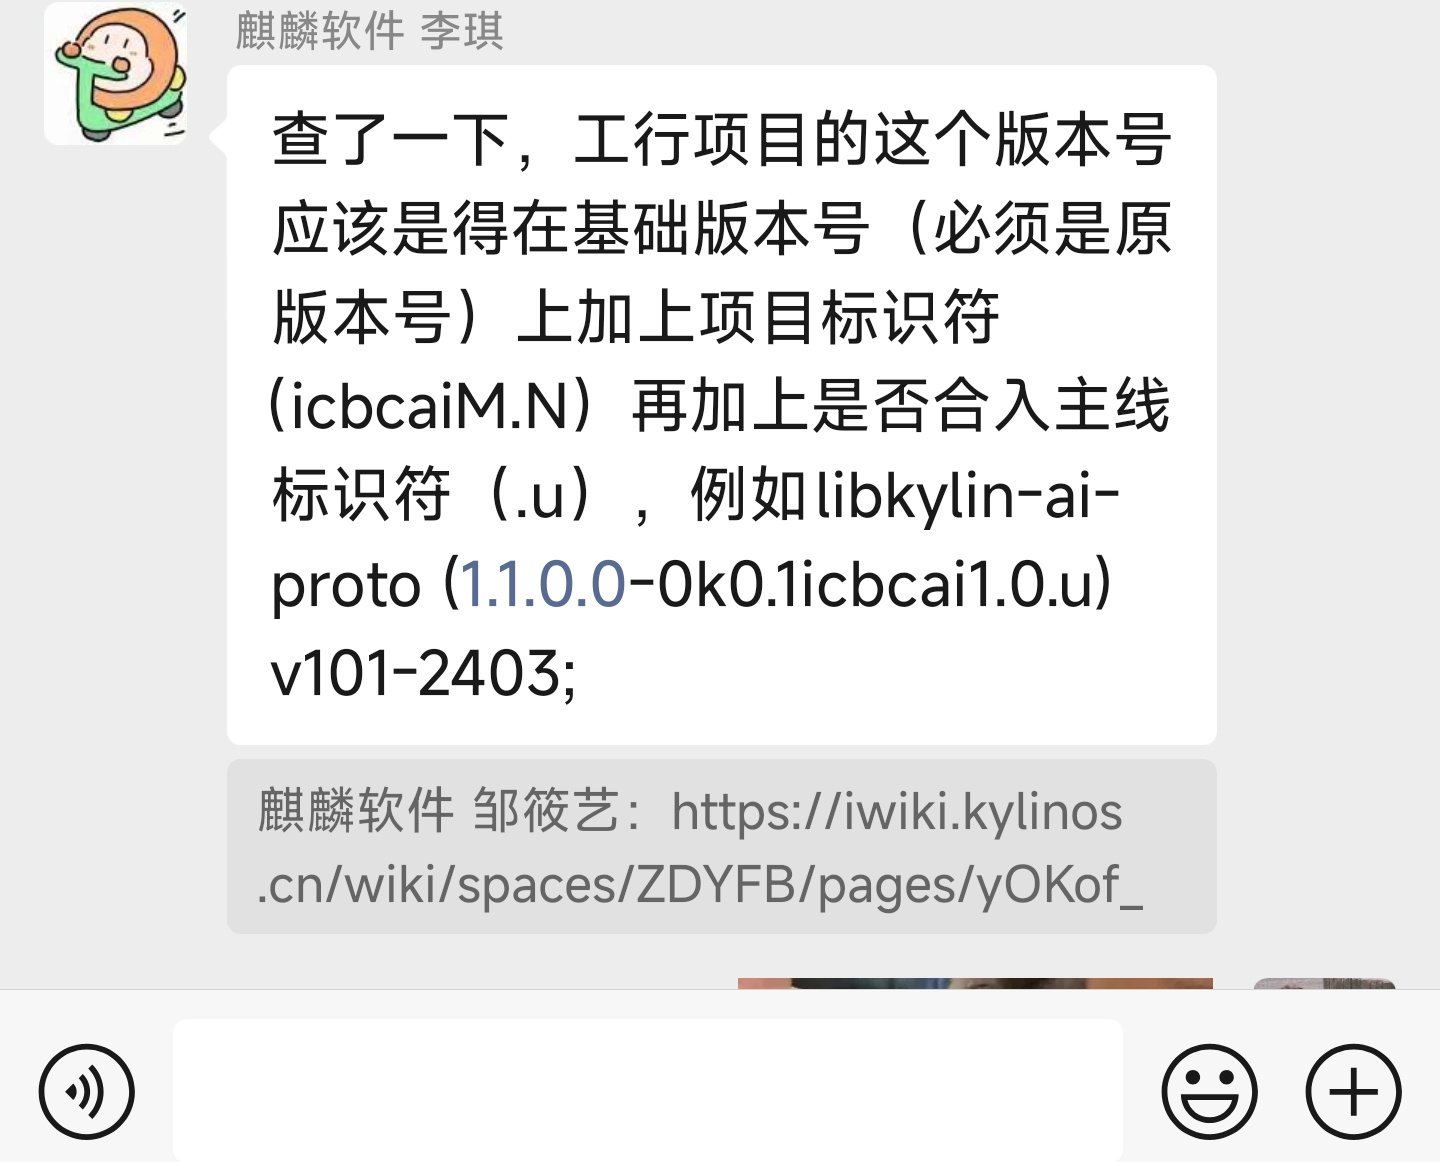 麒麟软件 李琪
查了一下，工行项目的这个版本号
应该是得在基础版本号（必须是原
版本号）上加上项目标识符
（icbcaiM.N）再加上是否合入主线
标识符（.u），例如libkylin-ai-
proto (1.1.0.0-0k0.1icbcai1.0.u)
v101-2403;
麒麟软件 邹筱艺：https://iwiki.kylinos
.cn/wiki/spaces/ZDYFB/pages/yOKof_